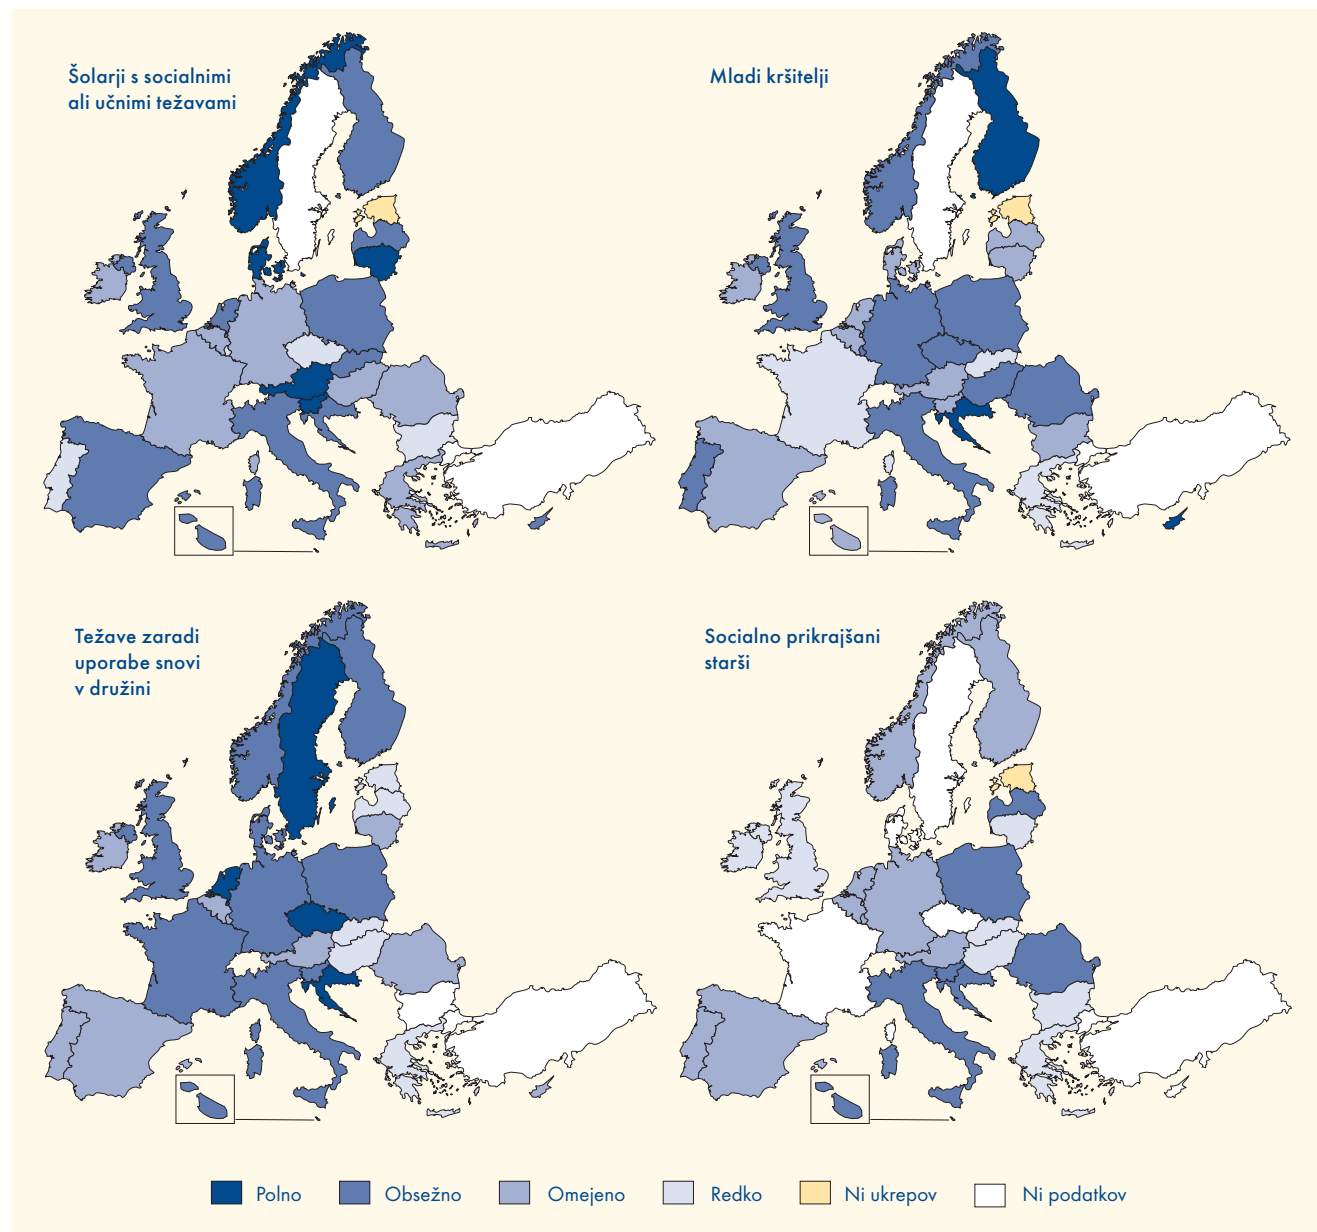 Šolarji s socialnimi
ali učnimi težavami
Mladi kršitelji
Težave zaradi
uporabe snovi
v družini
Socialno prikrajšani
starši
Polno
Obsežno
Omejeno
Redko
Ni ukrepov
Ni podatkov